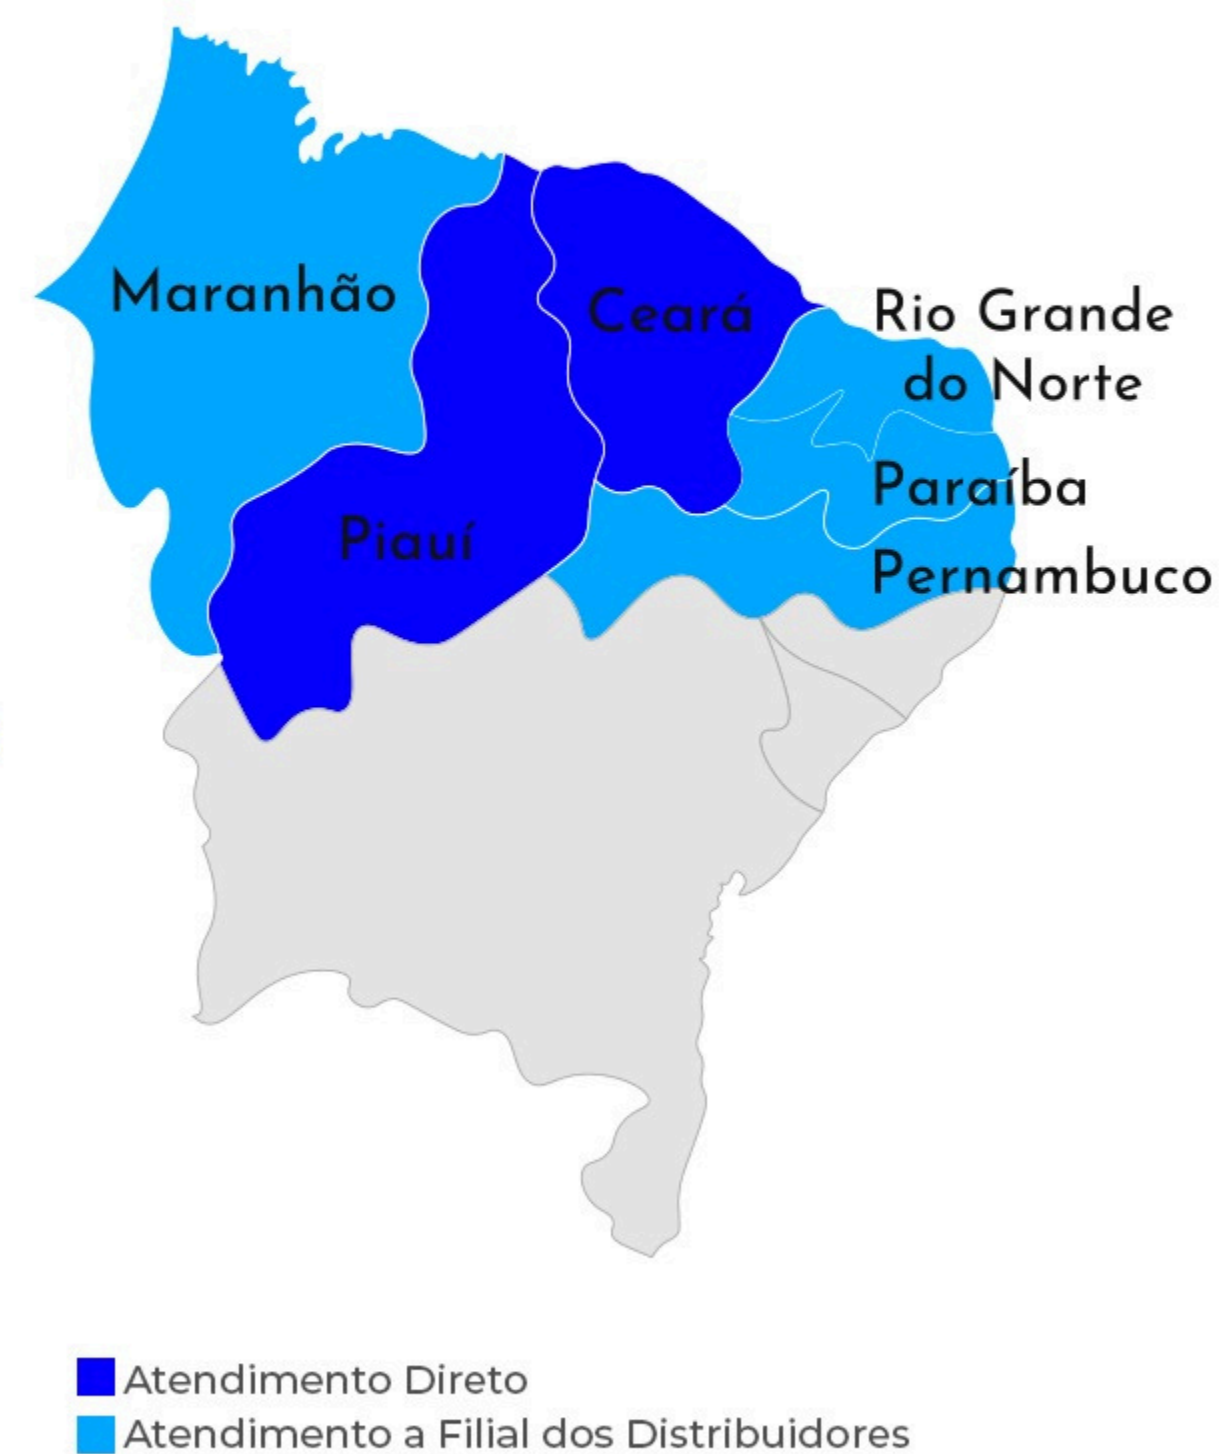 Maranhão
Ceará
Rio Grande
do Norte
Paraíba
Piauí
Pernambuco
Atendimento Direto
Atendimento a Filial dos Distribuidores